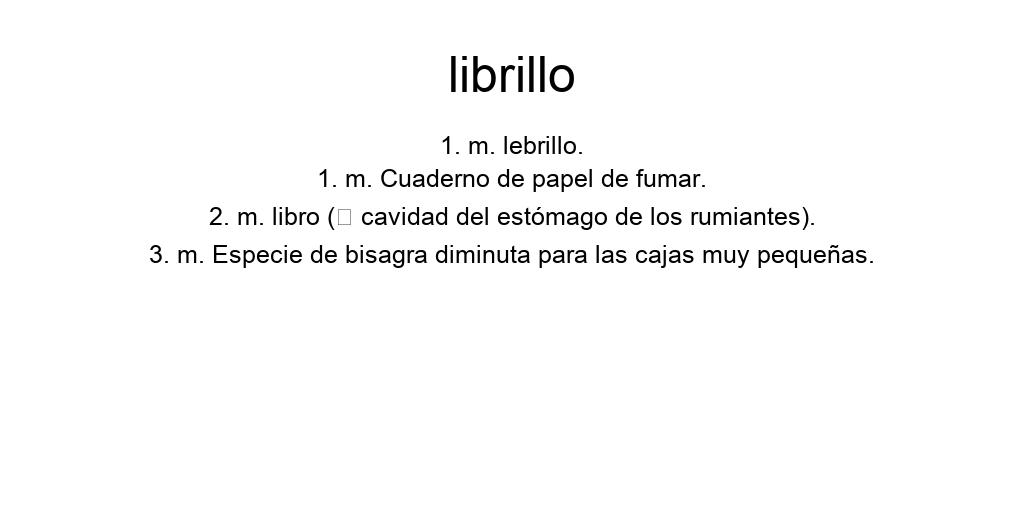 librillo
1. m. lebrillo.
1. m. Cuaderno de papel de fumar.
2. m. libro (□ cavidad del estómago de los rumiantes).
3. m. Especie de bisagra diminuta para las cajas muy pequeñas.